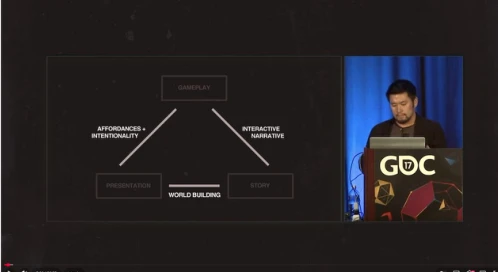 GAMEPLAY
AFFORDANCES +
INTENTIONALITY
INTERACTIVE
NARRATIVE
PRESENTATION
STORY
WORLD BUILDING
GDC
17